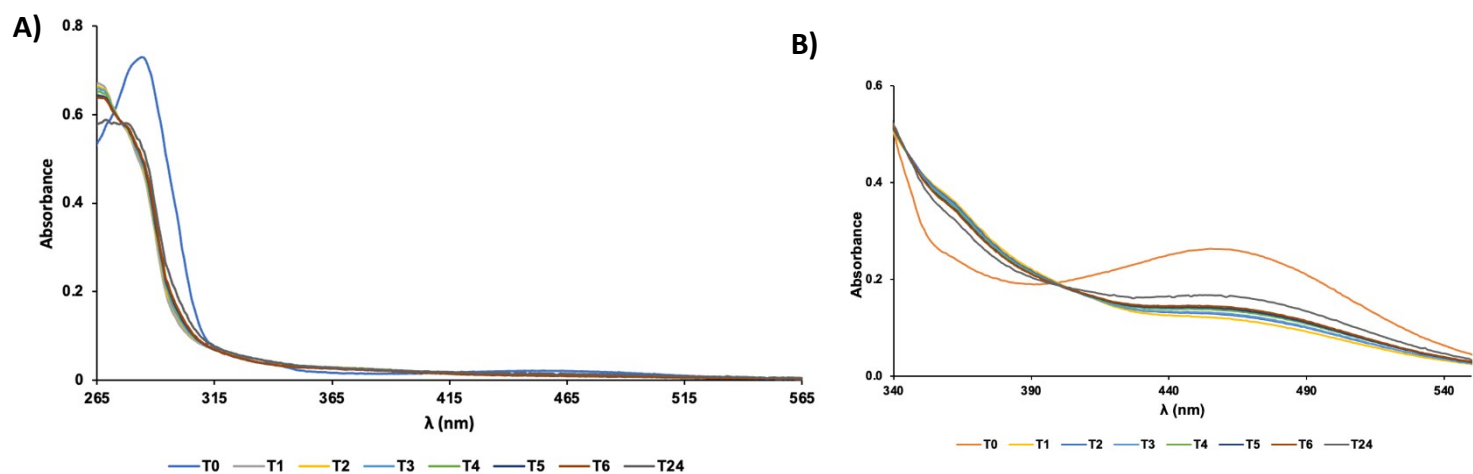 A)
0.8
0.6
0.4
0.2
0
Absorbance
265 315 365 415 465 515 565
λ (nm)
T0 T1 T2 T3 T4 T5 T6 T24
B)
0.6
0.4
0.2
0.0
Absorbance
340 390 440 490 540
λ (nm)
T0 T1 T2 T3 T4 T5 T6 T24